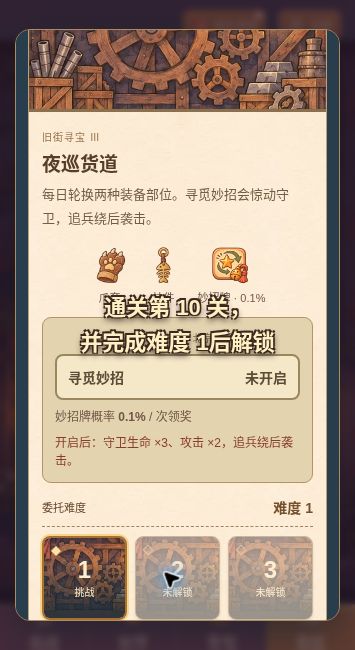 旧街寻宝 III
夜巡货道
每日轮换两种装备部位。寻觅妙招会惊动守
卫，追兵绕后袭击。
妙招牌 · 0.1%
通关第 10 关，
并完成难度 1后解锁
寻觅妙招
未开启
妙招牌概率 0.1% / 次领奖
开启后：守卫生命 ×3、攻击 ×2，追兵绕后袭
击。
委托难度
难度 1
1
2
3
挑战
未解锁
未解锁